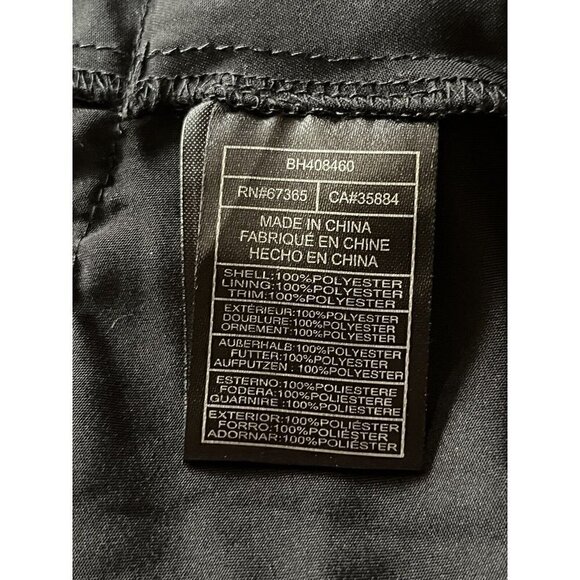 BH408460
RN#67365 CA#35884
MADE IN CHINA
FABRIQUÉ EN CHINE
HECHO EN CHINA
SHELL:100%POLYESTER
LINING:100%POLYESTER
TRIM:100%POLYESTER
EXTÉRIEUR:100%POLYESTER
DOUBLURE:100%POLYESTER
ORNEMENT:100%POLYESTER
AUßERHALB:100%POLYESTER
FUTTER:100%POLYESTER
AUFPUTZEN : 100%POLYESTER
ESTERNO:100%POLIESTERE
FODERA:100%POLIESTERE
GUARNIRE:100%POLIESTERE
EXTERIOR:100%POLIÉSTER
FORRO:100%POLIÉSTER
ADORNAR:100%POLIÉSTER